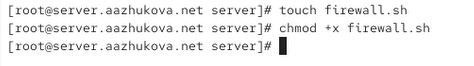 [root@server.aazhukova.net server]# touch firewall.sh
[root@server.aazhukova.net server]# chmod +x firewall.sh
[root@server.aazhukova.net server]#